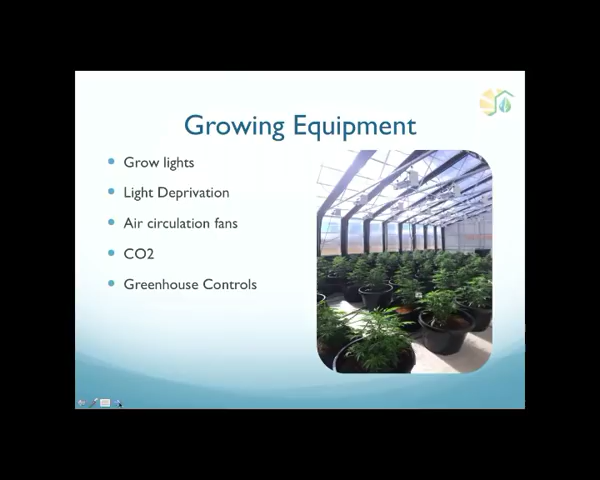 Growing Equipment
Grow lights
Light Deprivation
Air circulation fans
CO2
Greenhouse Controls